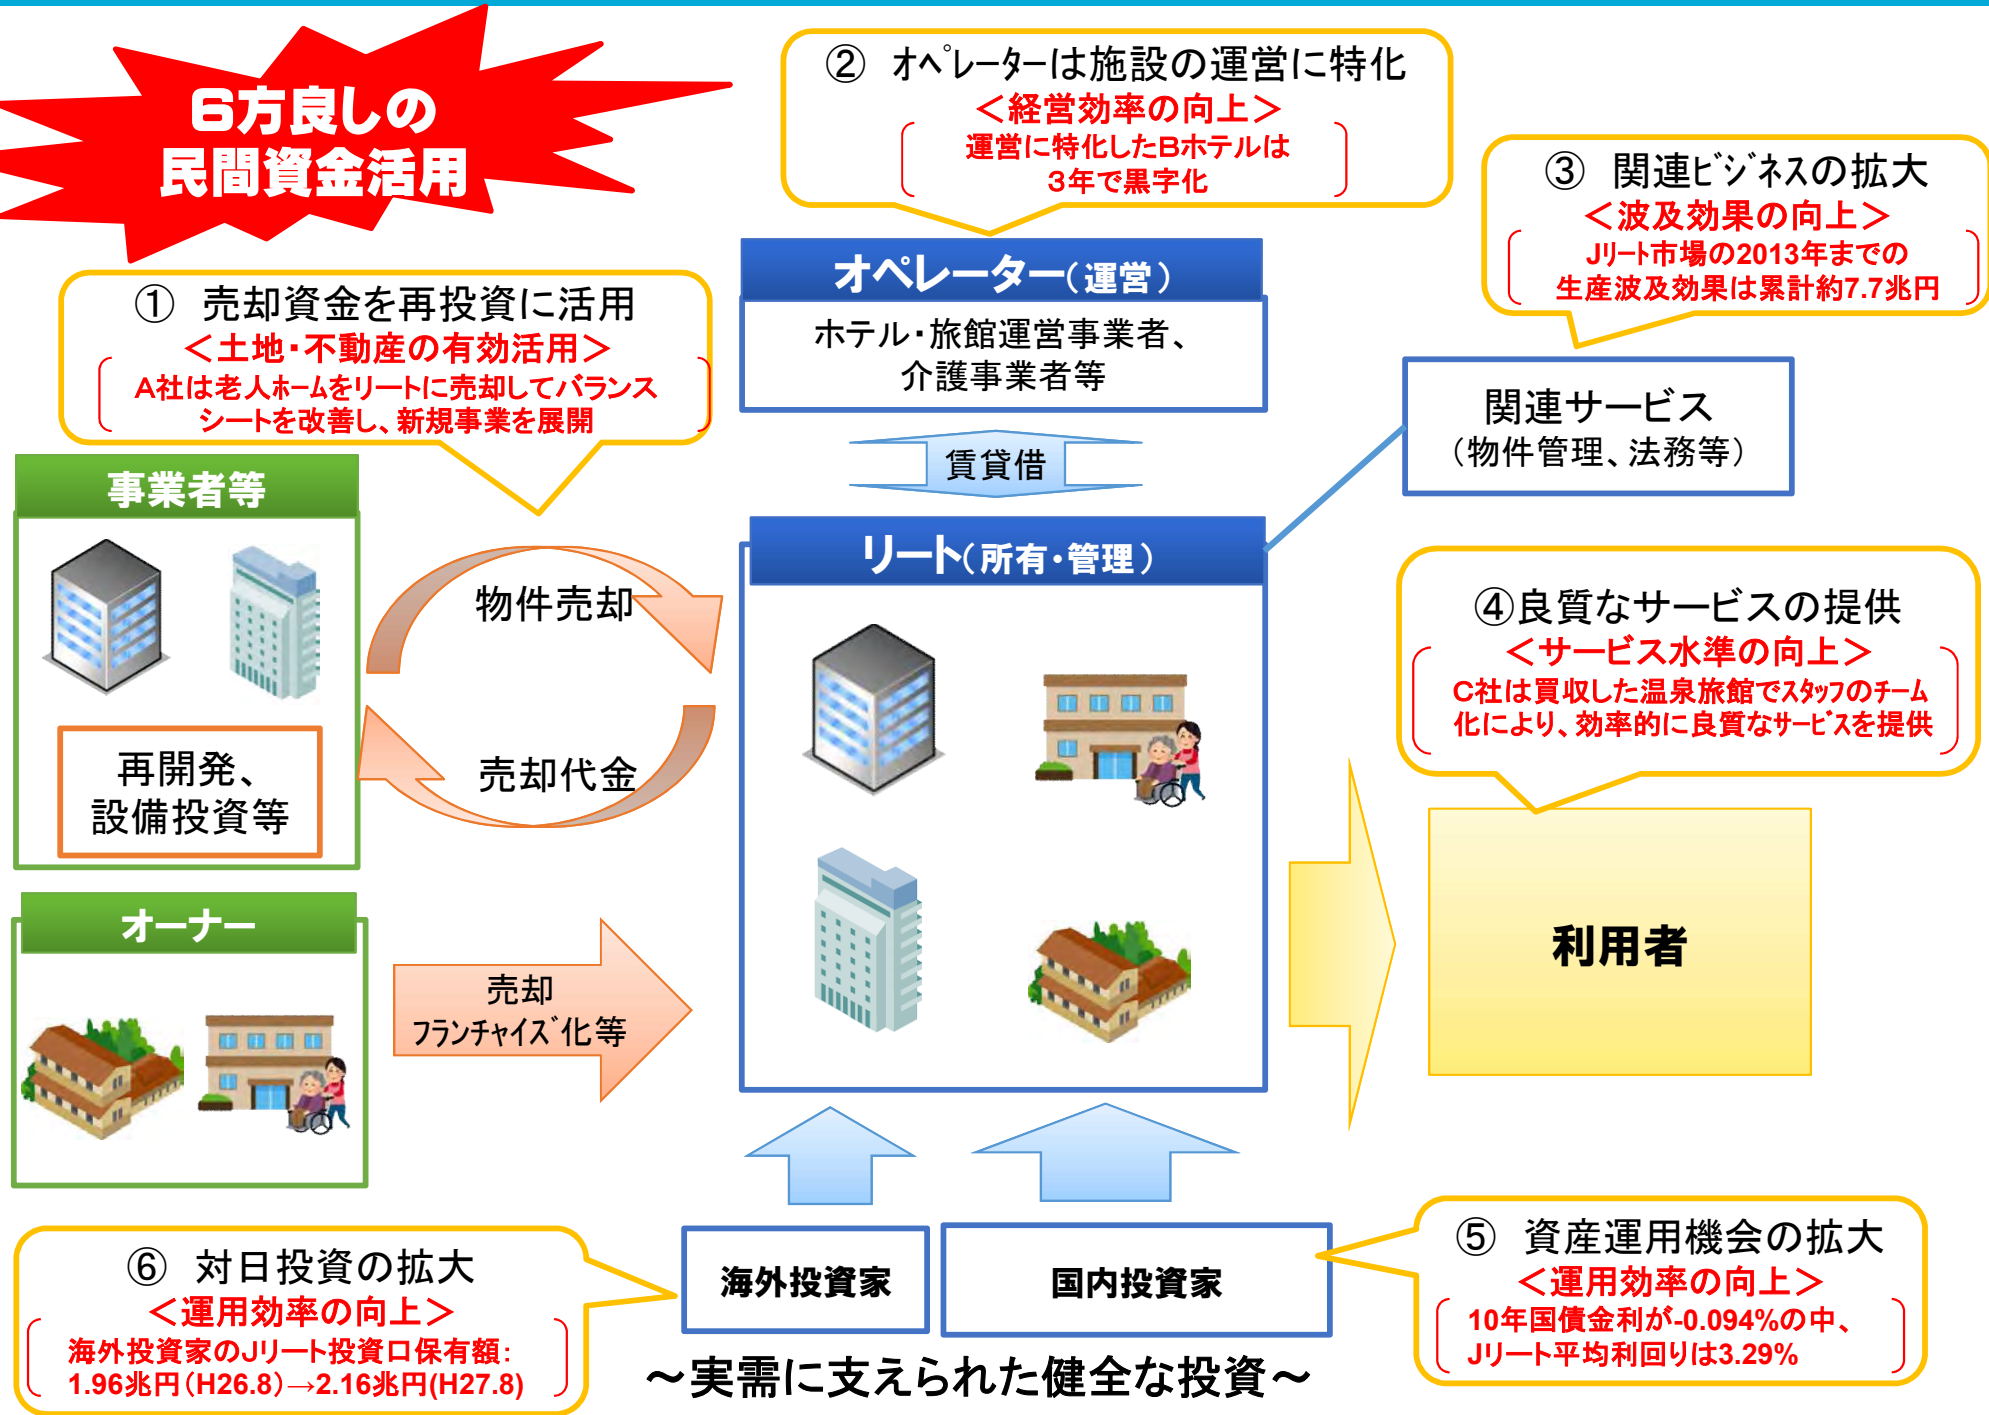 6方良しの
民間資金活用
② オペレーターは施設の運営に特化
＜経営効率の向上＞
運営に特化したBホテルは
3年で黒字化
③ 関連ビジネスの拡大
＜波及効果の向上＞
Jリート市場の2013年までの
生産波及効果は累計約7.7兆円
① 売却資金を再投資に活用
＜土地・不動産の有効活用＞
A社は老人ホームをリートに売却してバランス
シートを改善し、新規事業を展開
オペレーター（運営）
ホテル・旅館運営事業者、
介護事業者等
関連サービス
（物件管理、法務等）
賃貸借
事業者等
再開発、
設備投資等
物件売却
売却代金
リート（所有・管理）
④良質なサービスの提供
＜サービス水準の向上＞
C社は買収した温泉旅館でスタッフのチーム
化により、効率的に良質なサービスを提供
利用者
オーナー
売却
フランチャイズ化等
⑥ 対日投資の拡大
＜運用効率の向上＞
海外投資家のJリート投資口保有額：
1.96兆円（H26.8）→2.16兆円(H27.8)
海外投資家
国内投資家
⑤ 資産運用機会の拡大
＜運用効率の向上＞
10年国債金利が-0.094%の中、
Jリート平均利回りは3.29%
～実需に支えられた健全な投資～